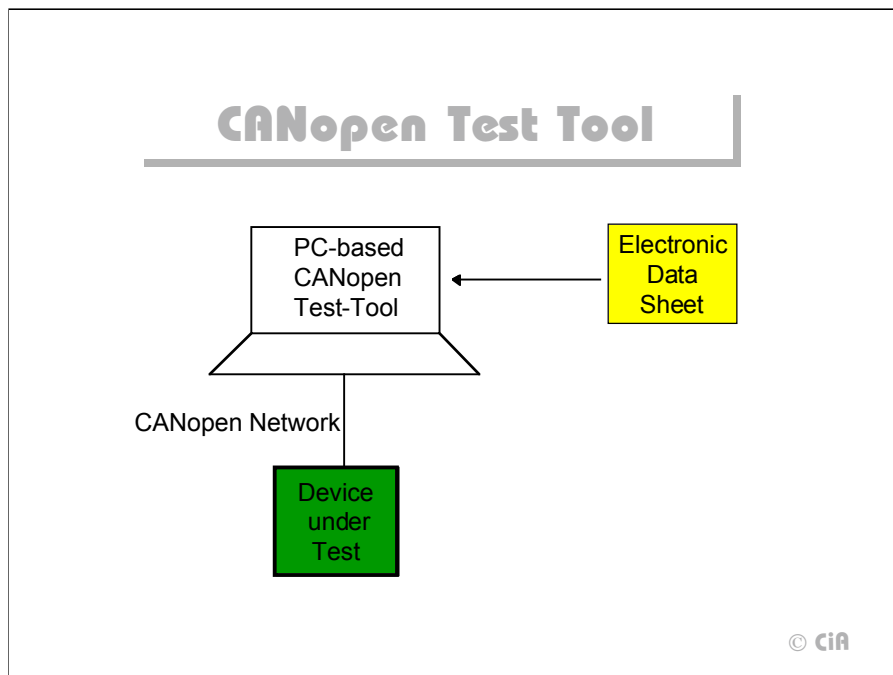 CANopen Test Tool
PC-based
CANopen
Test-Tool
Electronic
Data
Sheet
CANopen Network
Device
under
Test
© CiA